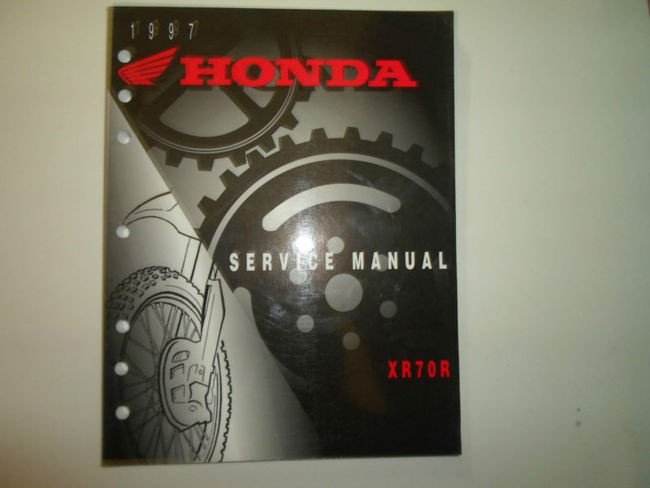 1997
HONDA
SERVICE MANUAL
XR70R